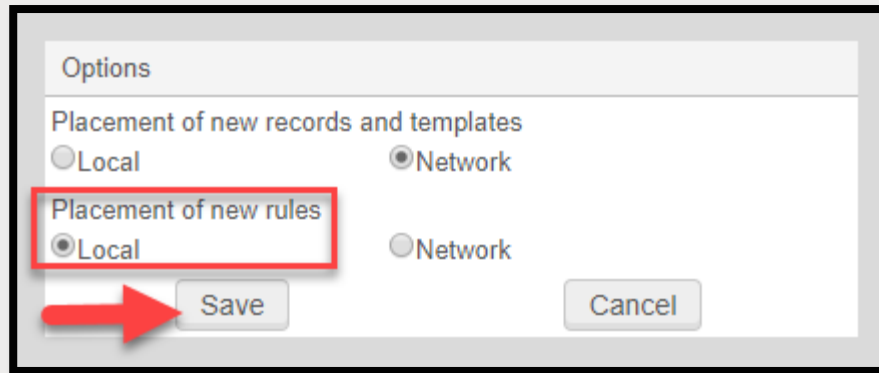 Options
Placement of new records and templates
Local Network
Placement of new rules
Local Network
Save Cancel